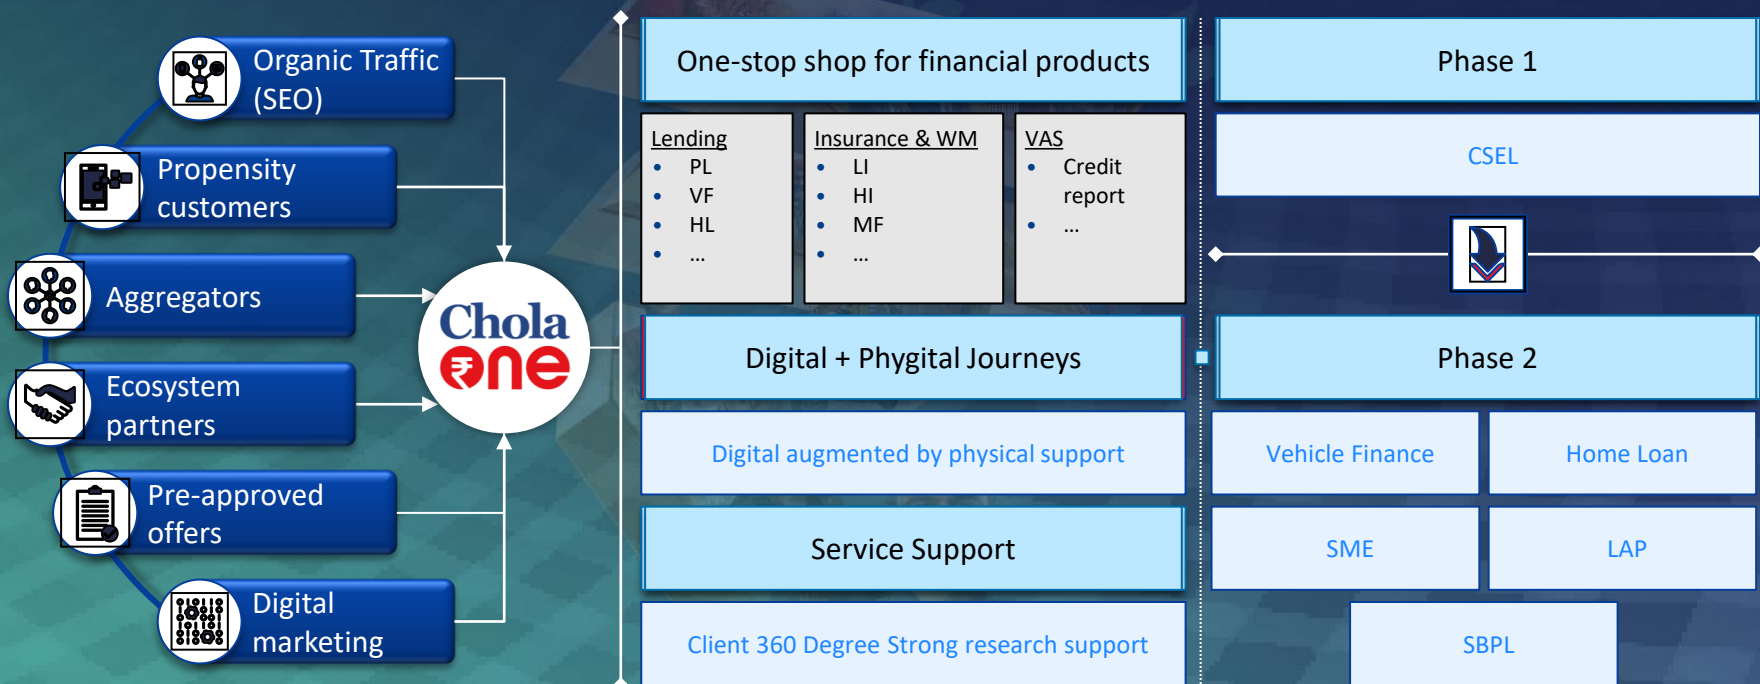 Organic Traffic
(SEO)
Propensity
customers
Aggregators
Ecosystem
partners
Pre-approved
offers
Digital
marketing
Chola
₹ne
One-stop shop for financial products
Lending
• PL
• VF
• HL
• ...
Insurance & WM
• LI
• HI
• MF
• ...
VAS
• Credit
report
• ...
Digital + Phygital Journeys
Digital augmented by physical support
Service Support
Client 360 Degree Strong research support
Phase 1
CSEL
Phase 2
Vehicle Finance
Home Loan
SME
LAP
SBPL